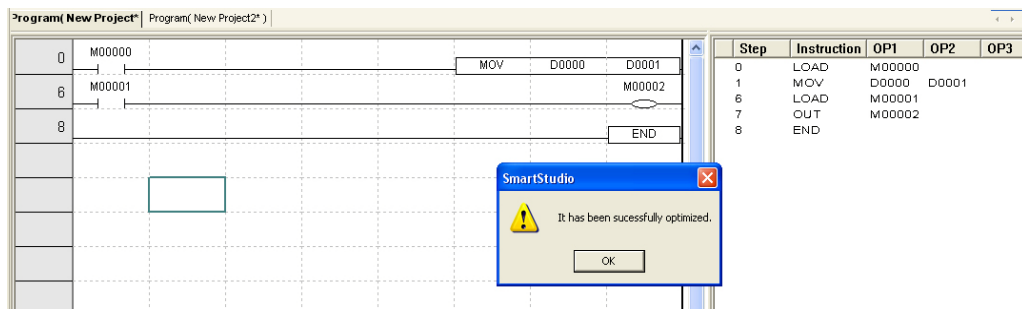 Program( New Project* Program( New Project2* )
0 M00000 MOV D0000 D0001
6 M00001 M00002
8 END
Step Instruction OP1 OP2 OP3
0 LOAD M00000
1 MOV D0000 D0001
6 LOAD M00001
7 OUT M00002
8 END
SmartStudio
It has been sucessfully optimized.
OK